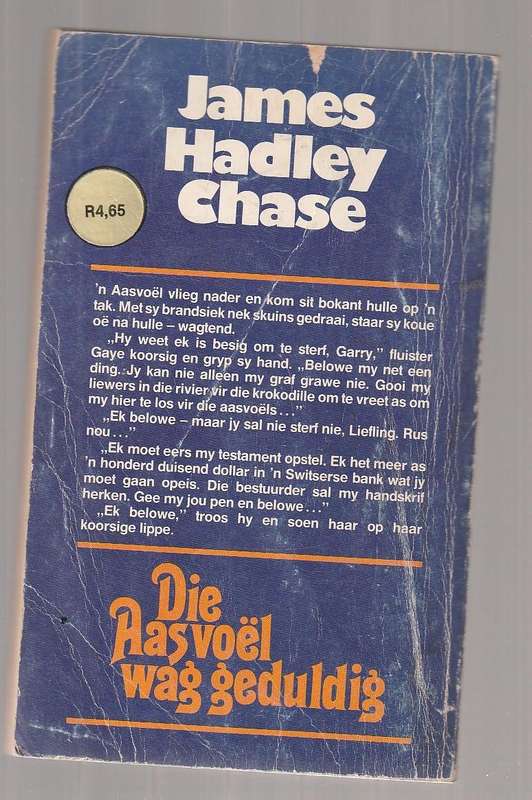 James
Hadley
Chase
R4,65
'n Aasvoël vlieg nader en kom sit bokant hulle op 'n
tak. Met sy brandsiek nek skuins gedraai, staar sy koue
oë na hulle – wagtend.
„Hy weet ek is besig om te sterf, Garry,” fluister
Gaye koorsig en gryp sy hand. „Belowe my net een
ding. Jy kan nie alleen my graf grawe nie. Gooi my
liewers in die rivier vir die krokodille om te vreet as om
my hier te los vir die aasvoëls...”
„Ek belowe – maar jy sal nie sterf nie, Liefling. Rus
nou...”
„Ek moet eers my testament opstel. Ek het meer as
'n honderd duisend dollar in 'n Switserse bank wat jy
moet gaan opeis. Die bestuurder sal my handskrif
herken. Gee my jou pen en belowe...”
„Ek belowe,” troos hy en soen haar op haar
koorsige lippe.
Die
Aasvoël
wag geduldig